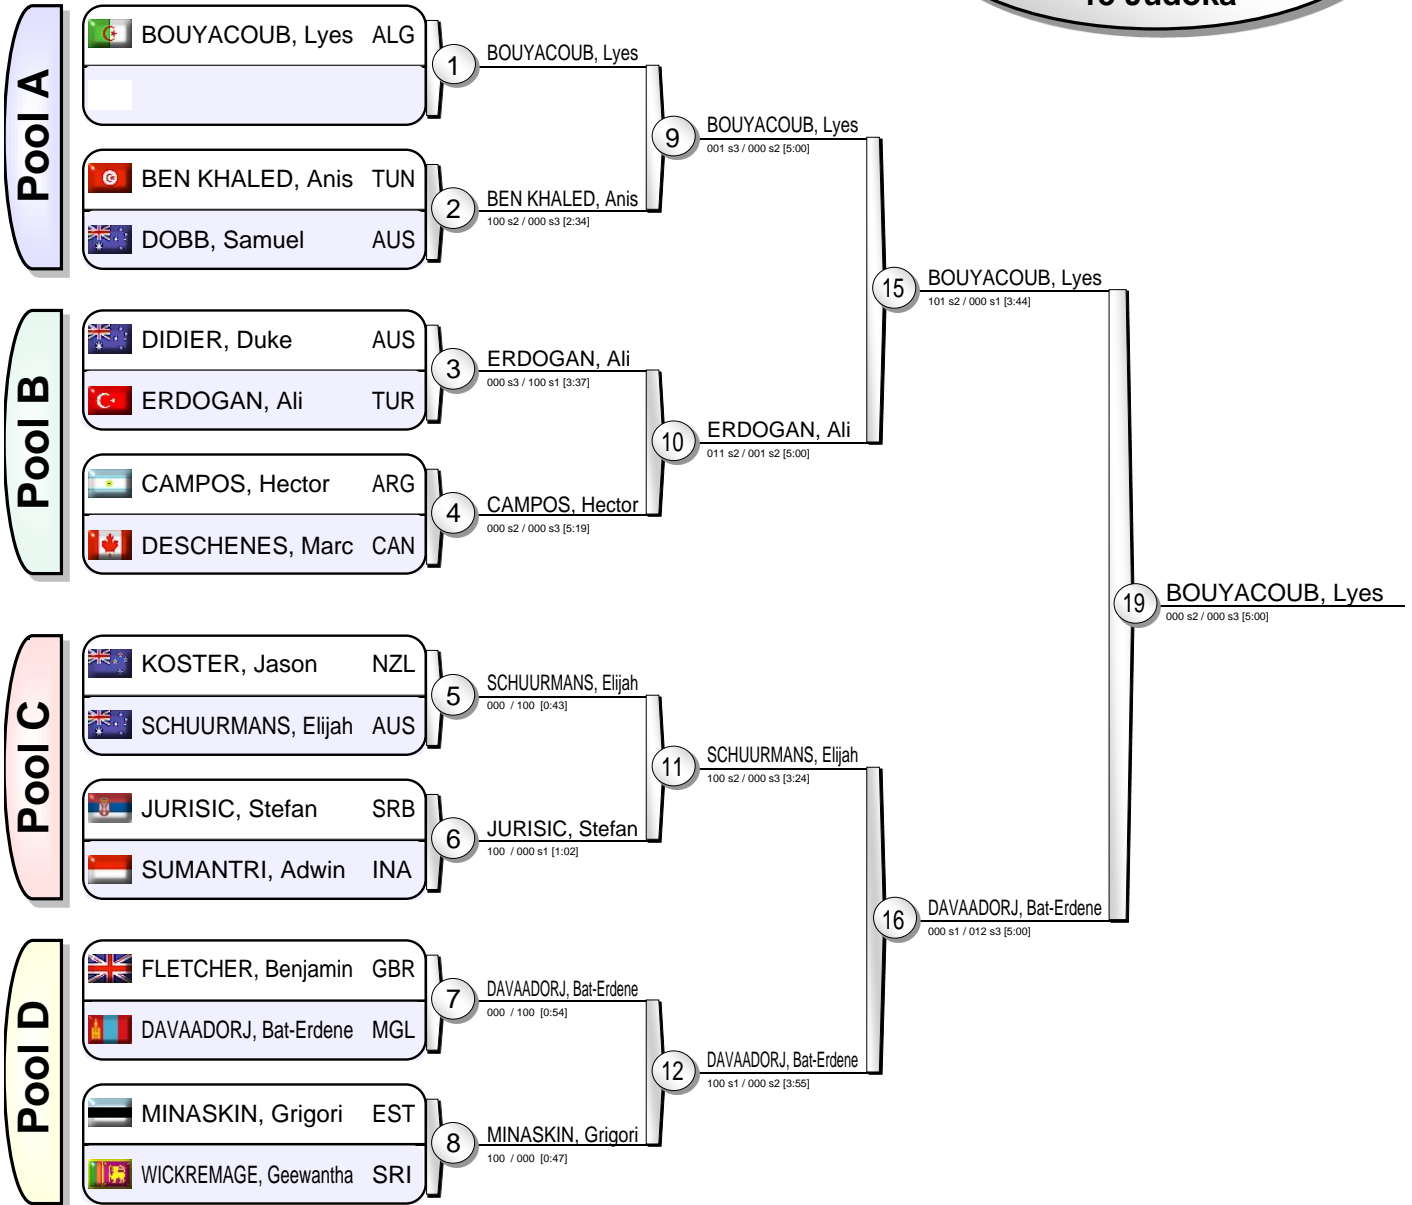 15 Judoka
Pool A
BOUYACOUB, Lyes ALG
BEN KHALED, Anis TUN
DOBB, Samuel AUS
Pool B
DIDIER, Duke AUS
ERDOGAN, Ali TUR
CAMPOS, Hector ARG
DESCHENES, Marc CAN
Pool C
KOSTER, Jason NZL
SCHUURMANS, Elijah AUS
JURISIC, Stefan SRB
SUMANTRI, Adwin INA
Pool D
FLETCHER, Benjamin GBR
DAVAADORJ, Bat-Erdene MGL
MINASKIN, Grigori EST
WICKREMAGE, Geewantha SRI
1
BOUYACOUB, Lyes
2
BEN KHALED, Anis
100 s2 / 000 s3 [2:34]
3
ERDOGAN, Ali
000 s3 / 100 s1 [3:37]
4
CAMPOS, Hector
000 s2 / 000 s3 [5:19]
5
SCHUURMANS, Elijah
000 / 100 [0:43]
6
JURISIC, Stefan
100 / 000 s1 [1:02]
7
DAVAADORJ, Bat-Erdene
000 / 100 [0:54]
8
MINASKIN, Grigori
100 / 000 [0:47]
9
BOUYACOUB, Lyes
001 s3 / 000 s2 [5:00]
10
ERDOGAN, Ali
011 s2 / 001 s2 [5:00]
11
SCHUURMANS, Elijah
100 s2 / 000 s3 [3:24]
12
DAVAADORJ, Bat-Erdene
100 s1 / 000 s2 [3:55]
15
BOUYACOUB, Lyes
101 s2 / 000 s1 [3:44]
16
DAVAADORJ, Bat-Erdene
000 s1 / 012 s3 [5:00]
19
BOUYACOUB, Lyes
000 s2 / 000 s3 [5:00]